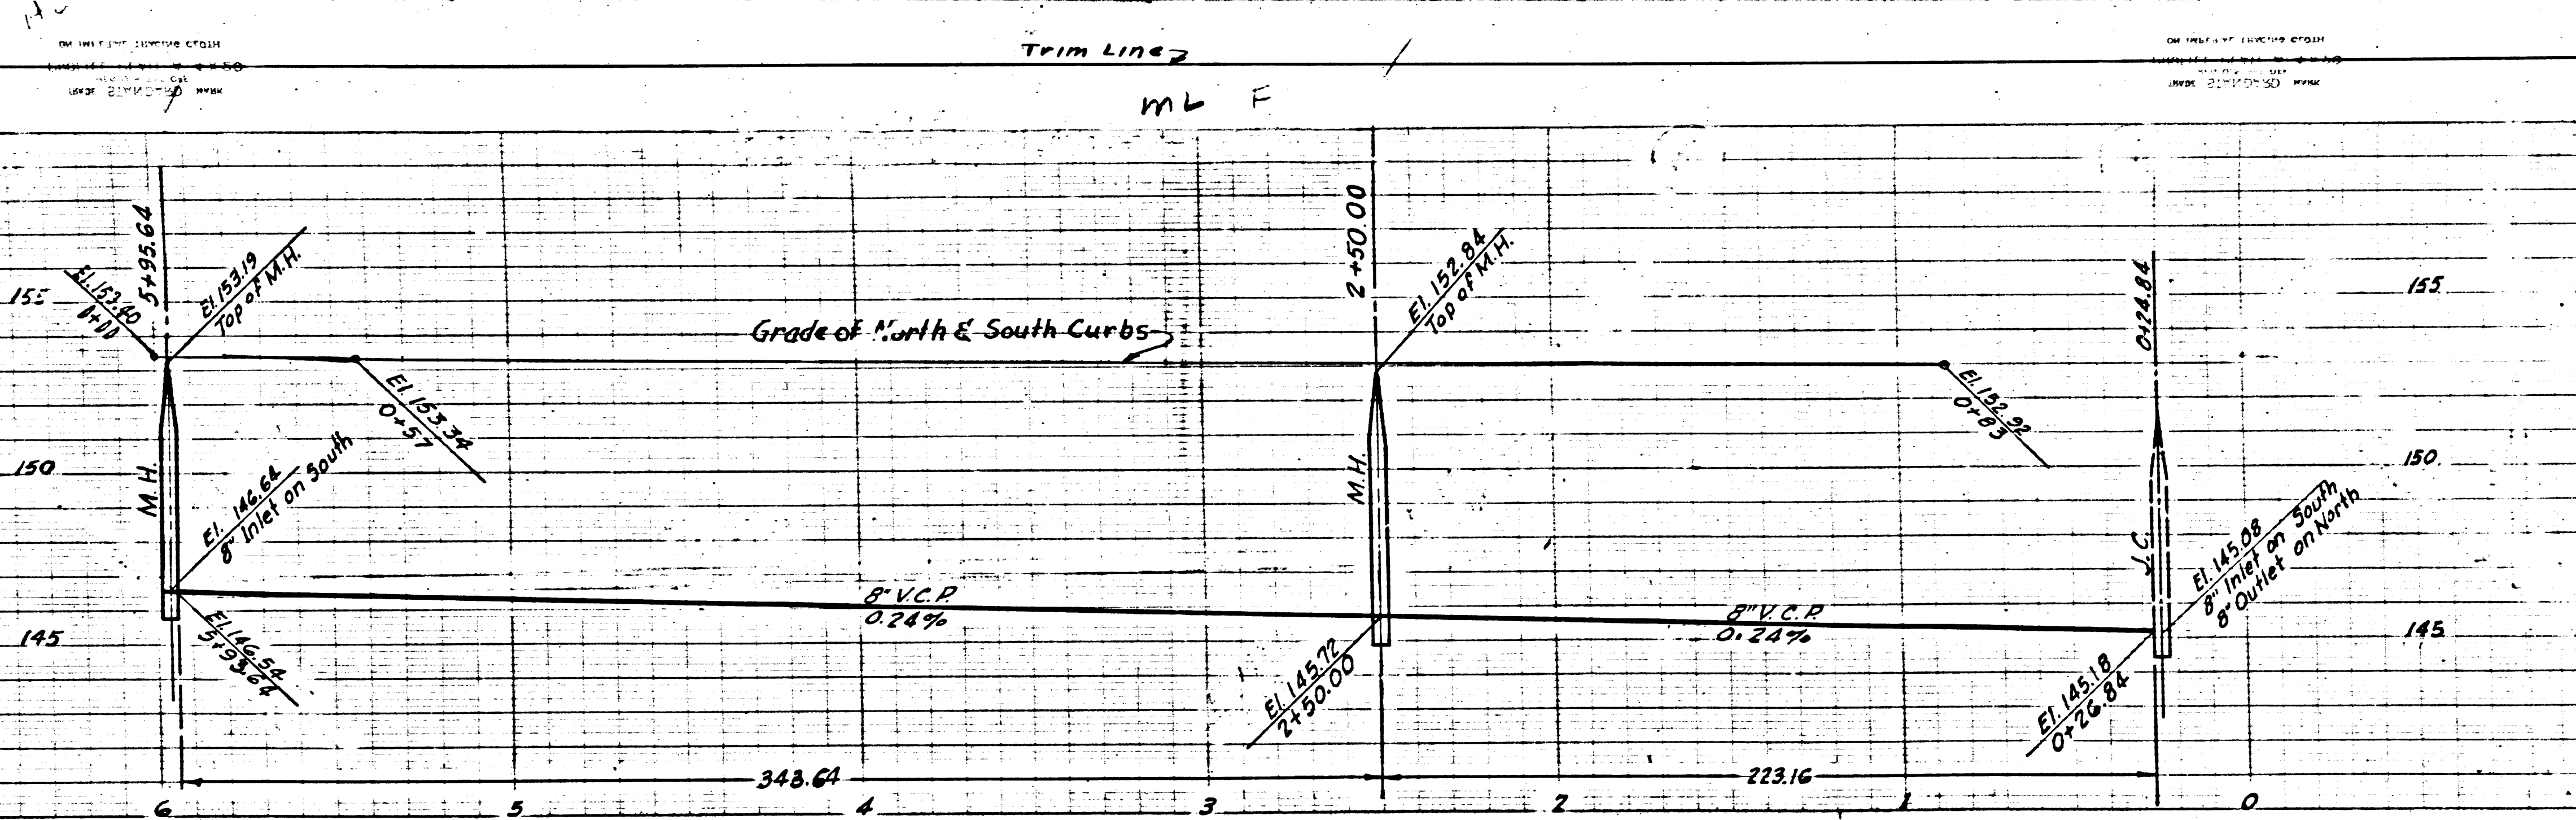 Trim Line
ML F
5+95.64
El. 153.40
0+00
El. 153.19
Top of M.H.
2+50.00
El. 152.84
Top of M.H.
0+24.84
155
155
Grade of North & South Curbs
El. 153.34
0+57
El. 152.92
0+83
150
150
M.H.
M.H.
L.C.
El. 146.64
8" Inlet on South
El. 145.08
8" Inlet on South
8" Outlet on North
8" V.C.P.
0.24%
8" V.C.P.
0.24%
145
145
El. 146.54
5+93.64
El. 145.72
2+50.00
El. 145.18
0+26.84
343.64
223.16
6 5 4 3 2 1 0